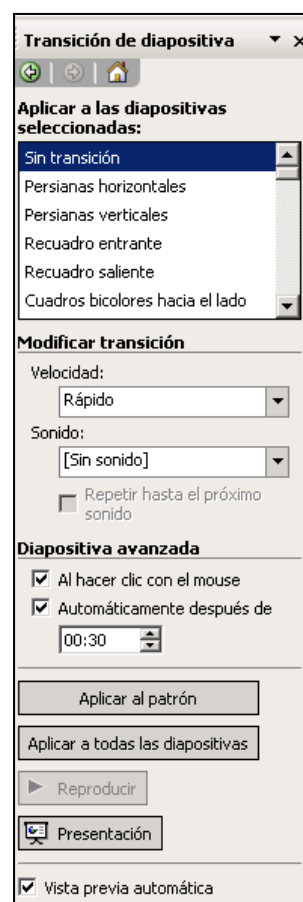 Transición de diapositiva
Aplicar a las diapositivas
seleccionadas:
Sin transición
Persianas horizontales
Persianas verticales
Recuadro entrante
Recuadro saliente
Cuadros bicolores hacia el lado
Modificar transición
Velocidad:
Rápido
Sonido:
[Sin sonido]
Repetir hasta el próximo
sonido
Diapositiva avanzada
Al hacer clic con el mouse
Automáticamente después de
00:30
Aplicar al patrón
Aplicar a todas las diapositivas
Reproducir
Presentación
Vista previa automática